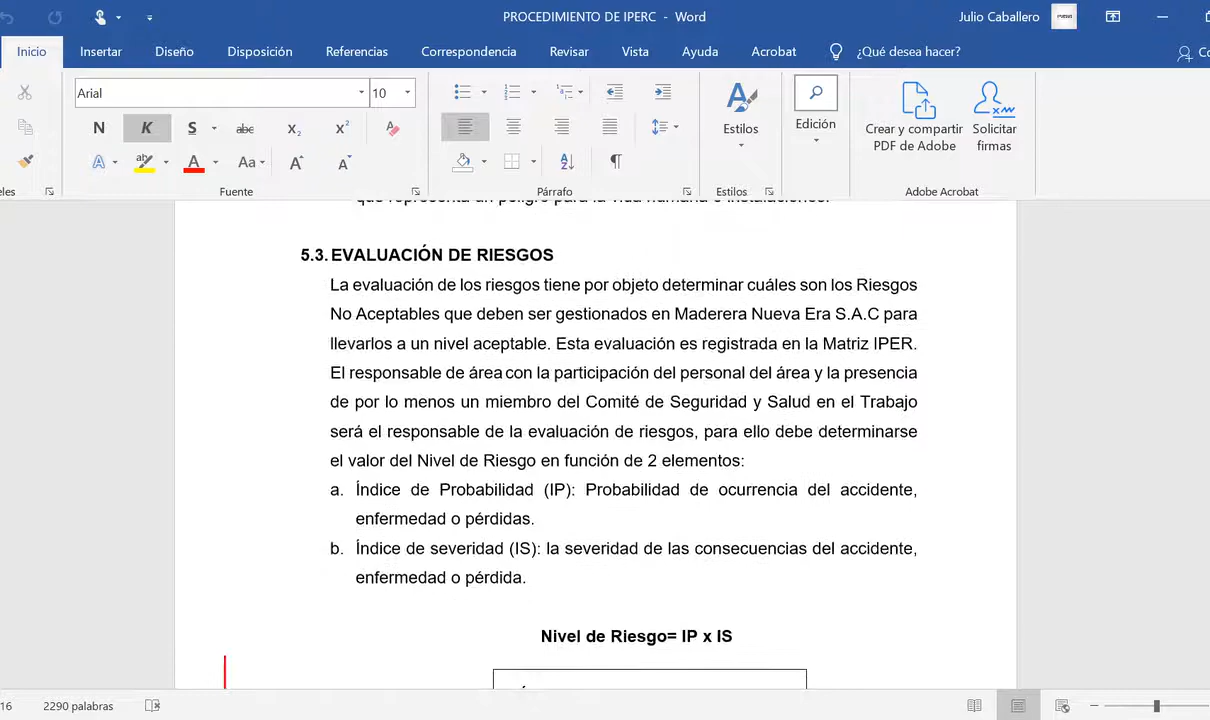 PROCEDIMIENTO DE IPERC - Word
Julio Caballero
Inicio Insertar Diseño Disposición Referencias Correspondencia Revisar Vista Ayuda Acrobat ¿Qué desea hacer?
Arial 10
N K S abc X₂ X²
A ab A Aa A A
Fuente
Párrafo
Estilos
Estilos
Edición
Crear y compartir PDF de Adobe
Solicitar firmas
Adobe Acrobat
que representa un peligro para la vida humana o instalaciones.
5.3. EVALUACIÓN DE RIESGOS
La evaluación de los riesgos tiene por objeto determinar cuáles son los Riesgos
No Aceptables que deben ser gestionados en Maderera Nueva Era S.A.C para
llevarlos a un nivel aceptable. Esta evaluación es registrada en la Matriz IPER.
El responsable de área con la participación del personal del área y la presencia
de por lo menos un miembro del Comité de Seguridad y Salud en el Trabajo
será el responsable de la evaluación de riesgos, para ello debe determinarse
el valor del Nivel de Riesgo en función de 2 elementos:
a. Índice de Probabilidad (IP): Probabilidad de ocurrencia del accidente,
enfermedad o pérdidas.
b. Índice de severidad (IS): la severidad de las consecuencias del accidente,
enfermedad o pérdida.
Nivel de Riesgo= IP x IS
16 2290 palabras